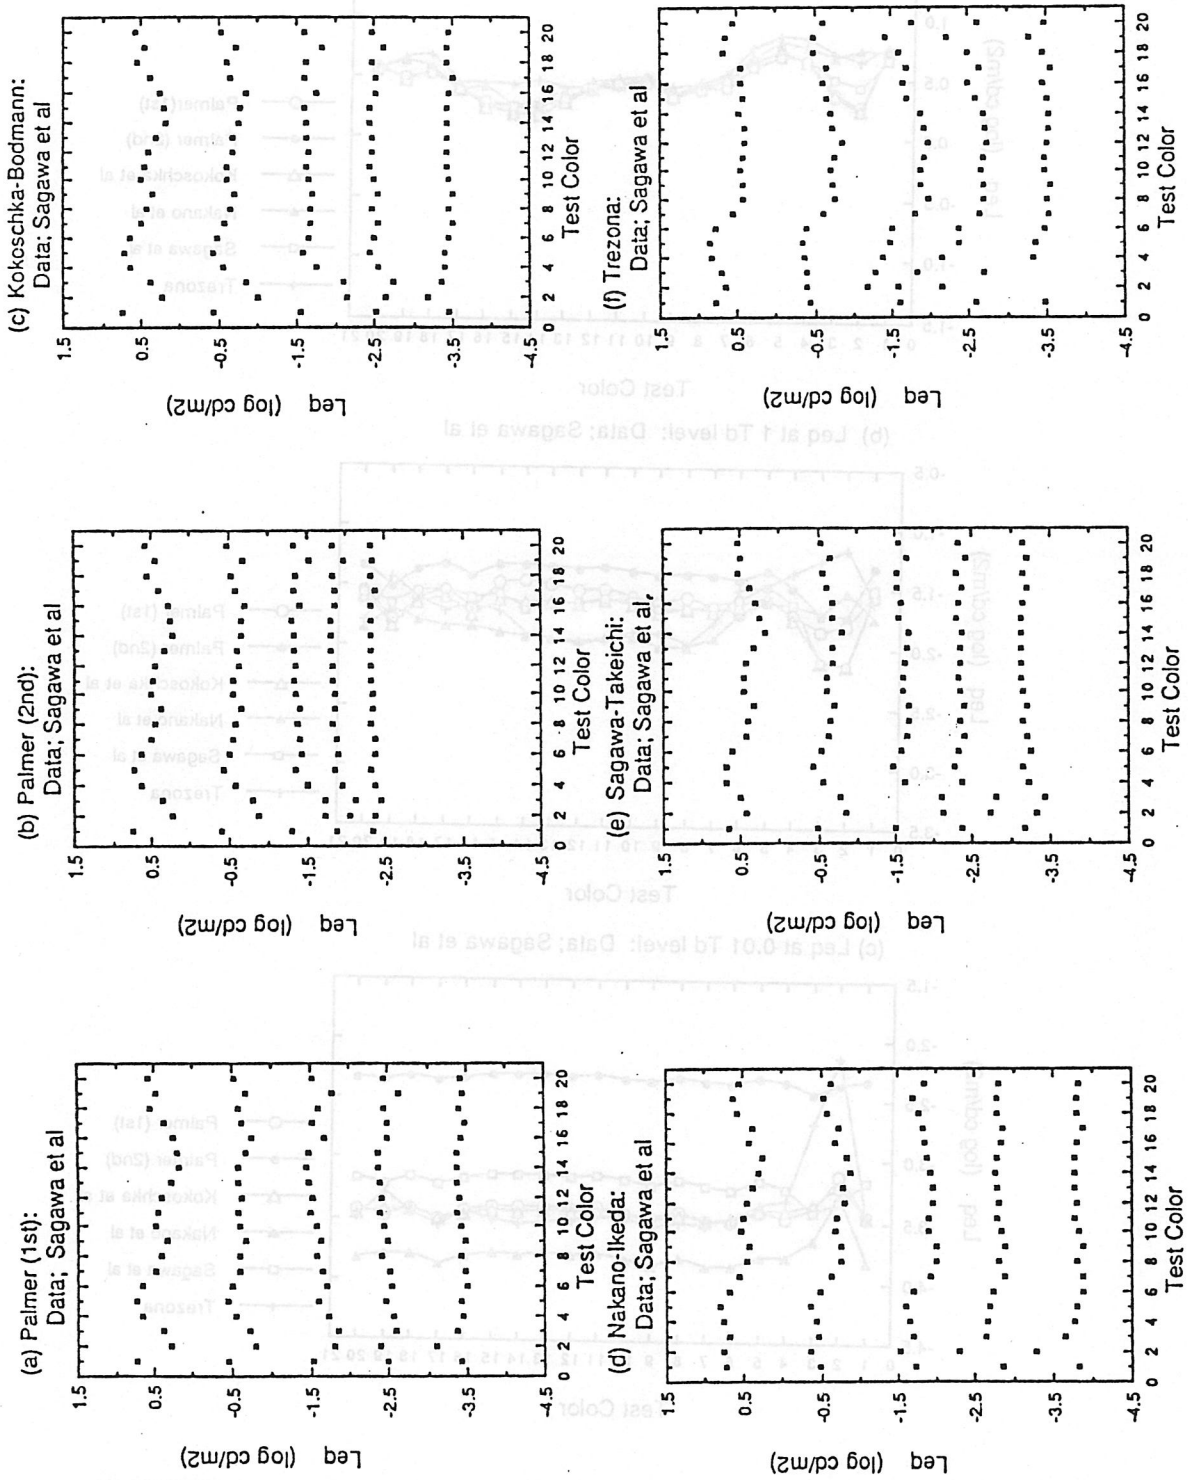 (a) Palmer (1st):
Data; Sagawa et al
Leq
(log cd/m2)
1.5
0.5
-0.5
-1.5
-2.5
-3.5
-4.5
0 2 4 6 8 10 12 14 16 18 20
Test Color
(b) Palmer (2nd):
Data; Sagawa et al
Leq
(log cd/m2)
1.5
0.5
-0.5
-1.5
-2.5
-3.5
-4.5
0 2 4 6 8 10 12 14 16 18 20
Test Color
(c) Kokoschka-Bodmann:
Data; Sagawa et al
Leq
(log cd/m2)
1.5
0.5
-0.5
-1.5
-2.5
-3.5
-4.5
0 2 4 6 8 10 12 14 16 18 20
Test Color
(d) Nakano-Ikeda:
Data; Sagawa et al
Leq
(log cd/m2)
1.5
0.5
-0.5
-1.5
-2.5
-3.5
-4.5
0 2 4 6 8 10 12 14 16 18 20
Test Color
(e) Sagawa-Takeichi:
Data; Sagawa et al,
Leq
(log cd/m2)
1.5
0.5
-0.5
-1.5
-2.5
-3.5
-4.5
0 2 4 6 8 10 12 14 16 18 20
Test Color
(f) Trezona:
Data; Sagawa et al
Leq
(log cd/m2)
1.5
0.5
-0.5
-1.5
-2.5
-3.5
-4.5
0 2 4 6 8 10 12 14 16 18 20
Test Color